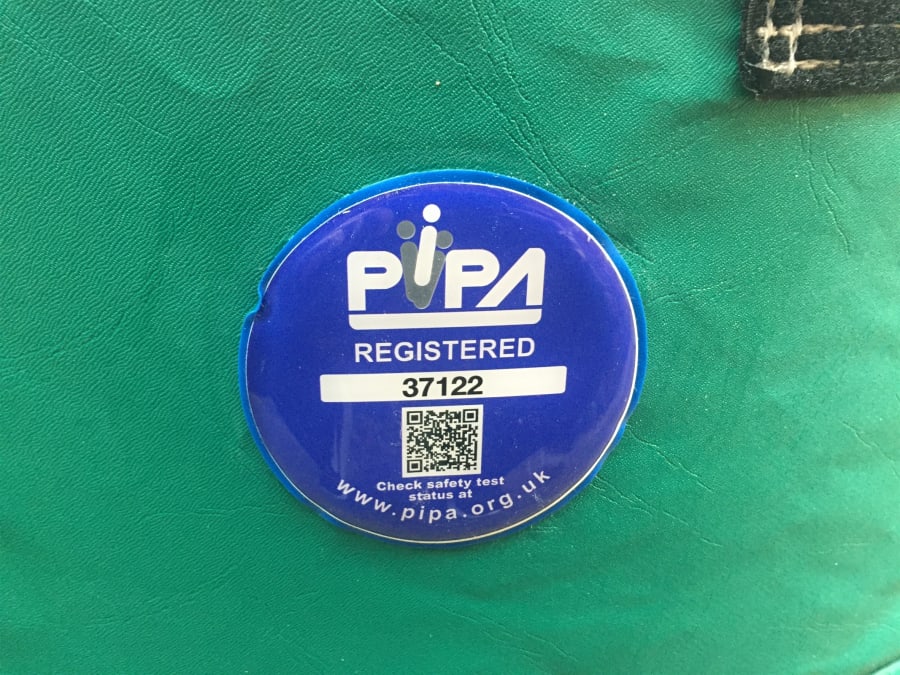 PiPA
REGISTERED
37122
Check safety test
status at
www.pipa.org.uk